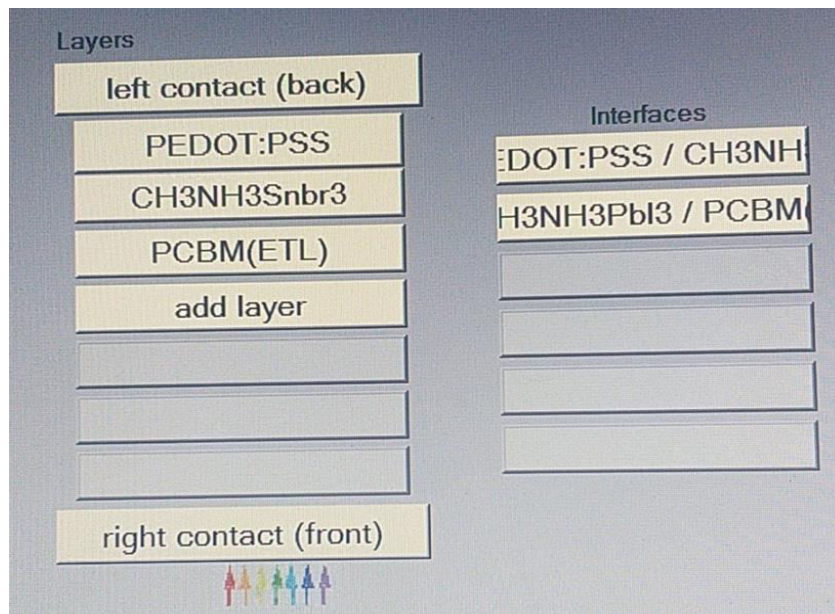 Layers
left contact (back)
PEDOT:PSS
CH3NH3Snbr3
PCBM(ETL)
add layer
right contact (front)
Interfaces
EDOT:PSS / CH3NH
H3NH3PbI3 / PCBM(